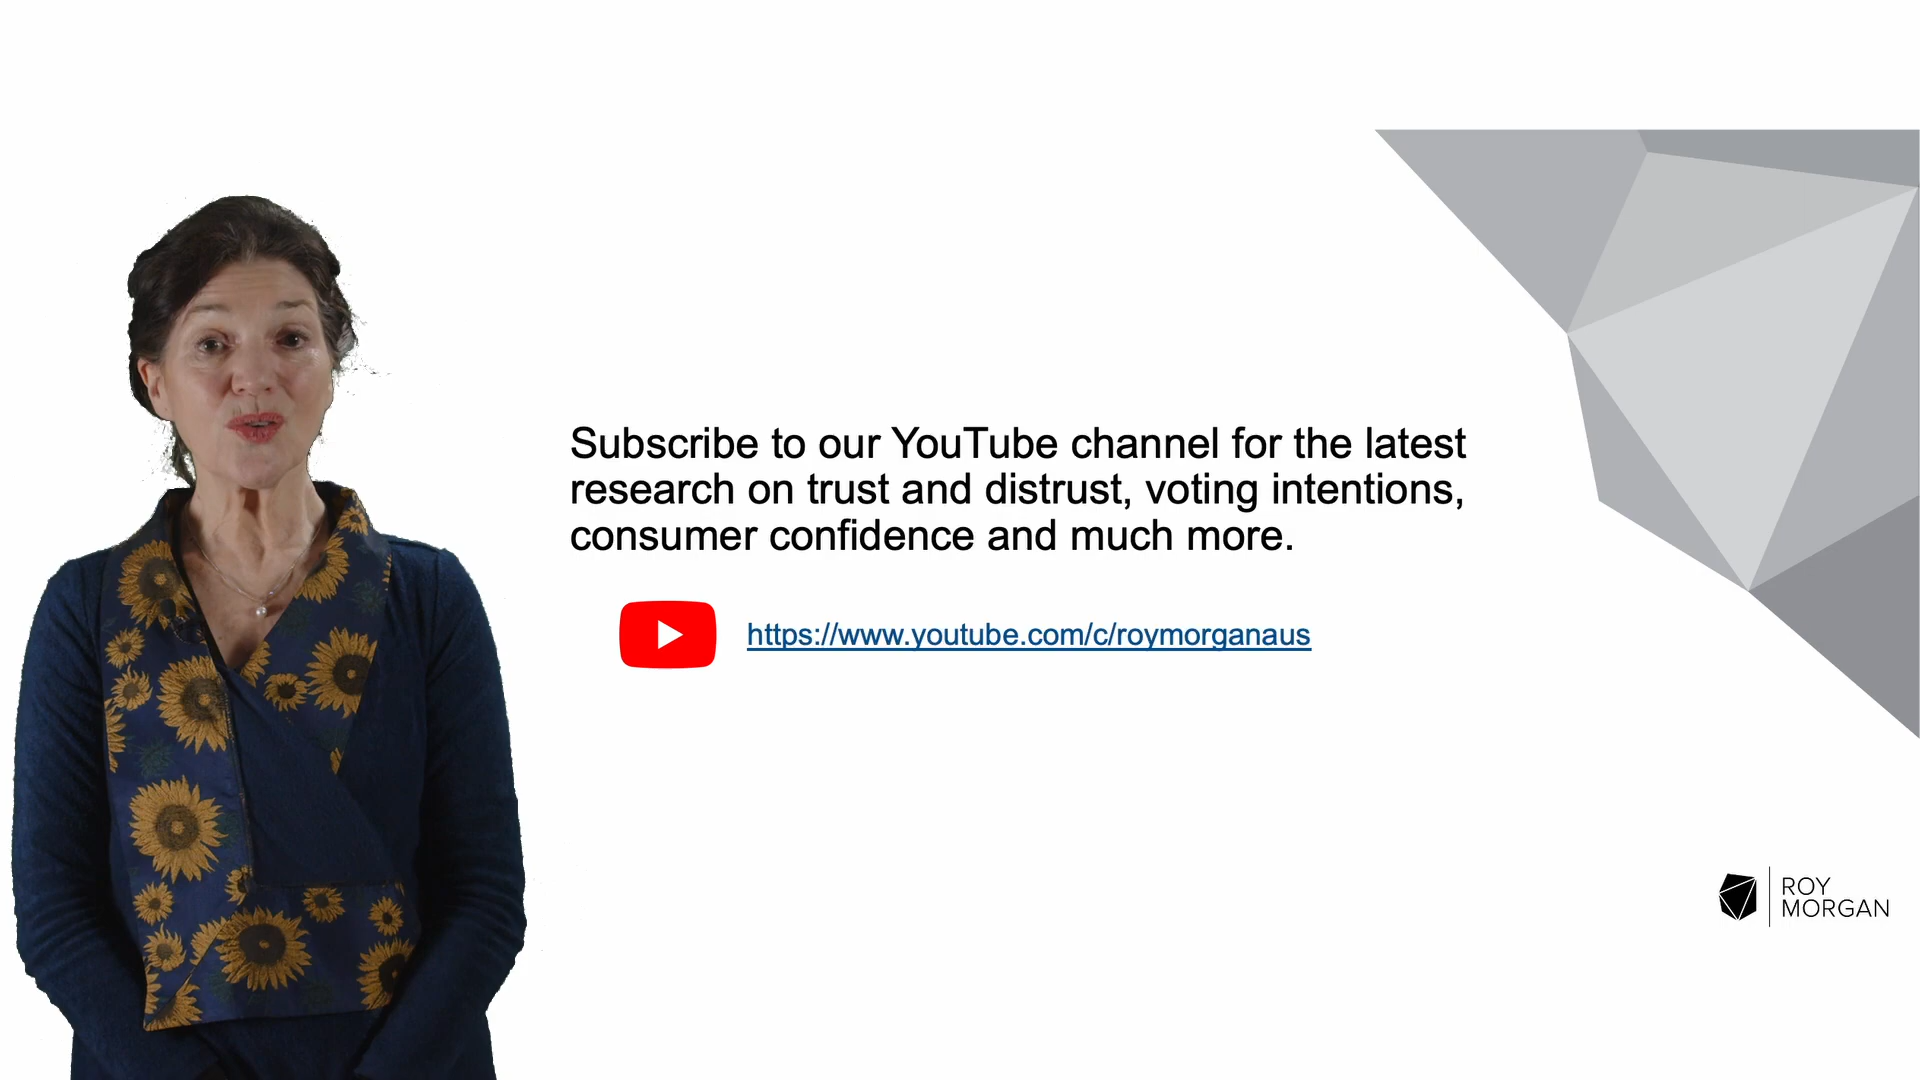 Subscribe to our YouTube channel for the latest
research on trust and distrust, voting intentions,
consumer confidence and much more.
https://www.youtube.com/c/roymorganaus
ROY
MORGAN